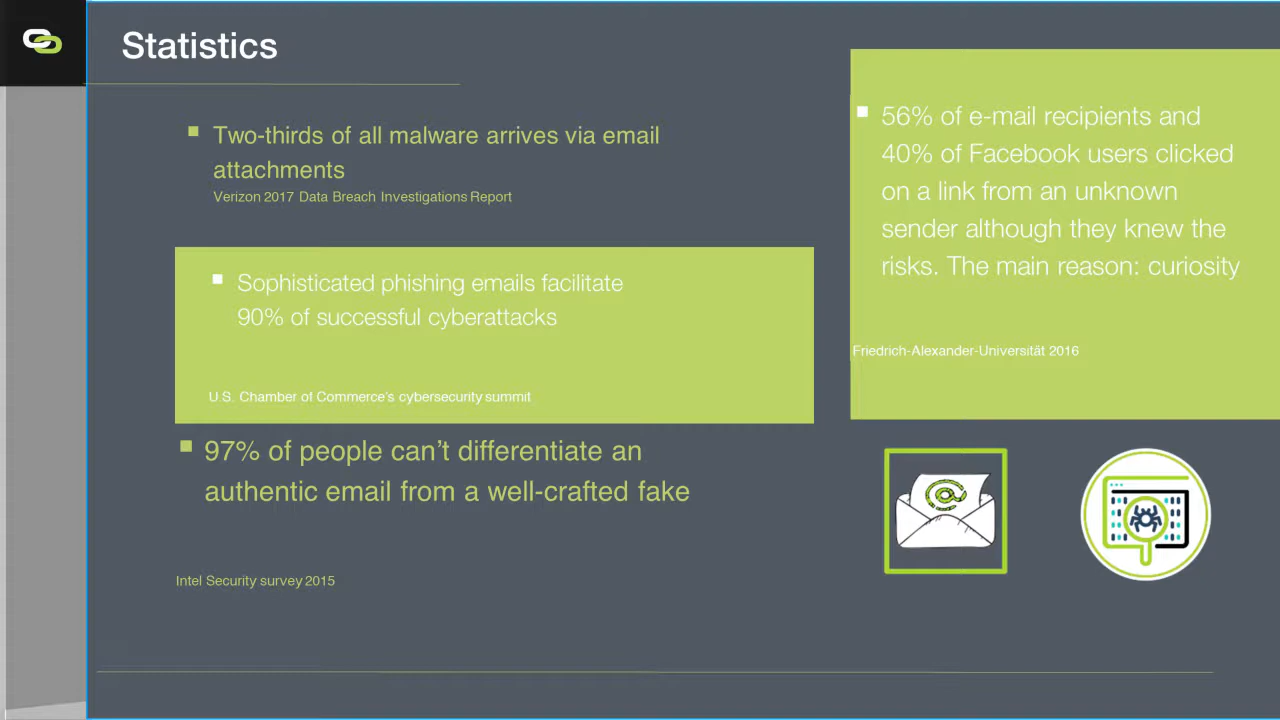 Statistics
Two-thirds of all malware arrives via email
attachments
Verizon 2017 Data Breach Investigations Report
Sophisticated phishing emails facilitate
90% of successful cyberattacks
U.S. Chamber of Commerce's cybersecurity summit
97% of people can't differentiate an
authentic email from a well-crafted fake
Intel Security survey 2015
56% of e-mail recipients and
40% of Facebook users clicked
on a link from an unknown
sender although they knew the
risks. The main reason: curiosity
Friedrich-Alexander-Universität 2016
@